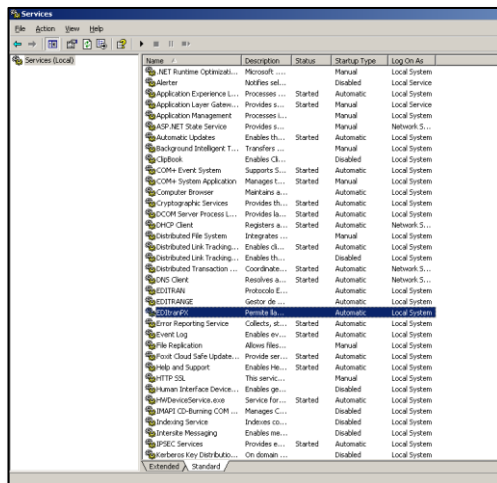 Services
File Action View Help
Services (Local)
Name Description Status Startup Type Log On As
.NET Runtime Optimizati... Microsoft .... Manual Local System
Alerter Notifies sel... Disabled Local Service
Application Experience L... Processes ... Started Automatic Local System
Application Layer Gatew... Provides s... Started Manual Local Service
Application Management Processes i... Manual Local System
ASP.NET State Service Provides s... Manual Network S...
Automatic Updates Enables th... Started Automatic Local System
Background Intelligent T... Transfers ... Manual Local System
ClipBook Enables Cli... Disabled Local System
COM+ Event System Supports S... Started Automatic Local System
COM+ System Application Manages t... Started Manual Local System
Computer Browser Maintains a... Automatic Local System
Cryptographic Services Provides th... Started Automatic Local System
DCOM Server Process L... Provides la... Started Automatic Local System
DHCP Client Registers a... Started Automatic Network S...
Distributed File System Integrates ... Manual Local System
Distributed Link Tracking... Enables cli... Started Automatic Local System
Distributed Link Tracking... Enables th... Disabled Local System
Distributed Transaction ... Coordinate... Started Automatic Network S...
DNS Client Resolves a... Started Automatic Network S...
EDITRAN Protocolo E... Automatic Local System
EDITRANGE Gestor de ... Automatic Local System
EDItranPX Permite lla... Automatic Local System
Error Reporting Service Collects, st... Started Automatic Local System
Event Log Enables ev... Started Automatic Local System
File Replication Allows files... Manual Local System
Foxit Cloud Safe Update... Provide ser... Started Automatic Local System
Help and Support Enables He... Started Automatic Local System
HTTP SSL This servic... Manual Local System
Human Interface Device... Enables ge... Disabled Local System
HWDeviceService.exe Service for... Started Automatic Local System
IMAPI CD-Burning COM ... Manages C... Disabled Local System
Indexing Service Indexes co... Disabled Local System
Intersite Messaging Enables me... Disabled Local System
IPSEC Services Provides e... Started Automatic Local System
Kerberos Key Distributio... On domain ... Disabled Local System
Extended Standard